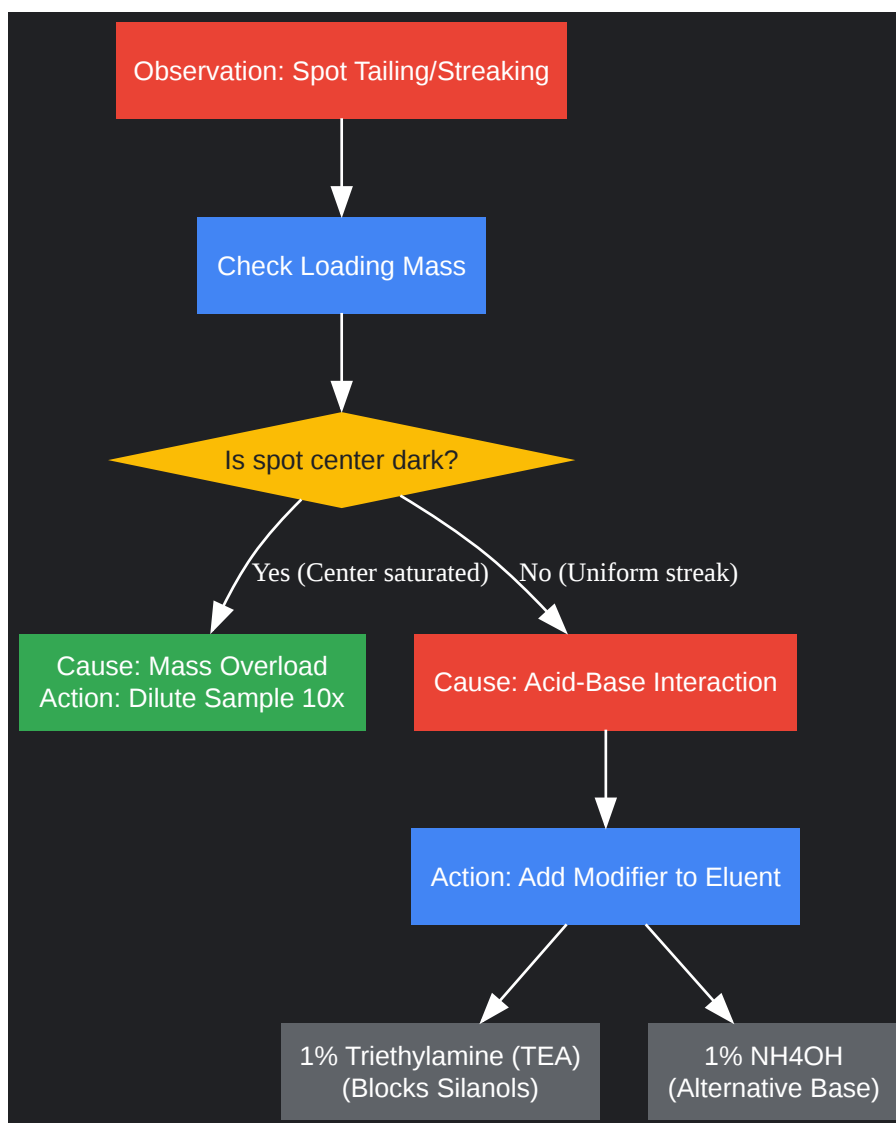 Observation: Spot Tailing/Streaking
Check Loading Mass
Is spot center dark?
Yes (Center saturated)
No (Uniform streak)
Cause: Mass Overload
Action: Dilute Sample 10x
Cause: Acid-Base Interaction
Action: Add Modifier to Eluent
1% Triethylamine (TEA)
(Blocks Silanols)
1% NH4OH
(Alternative Base)